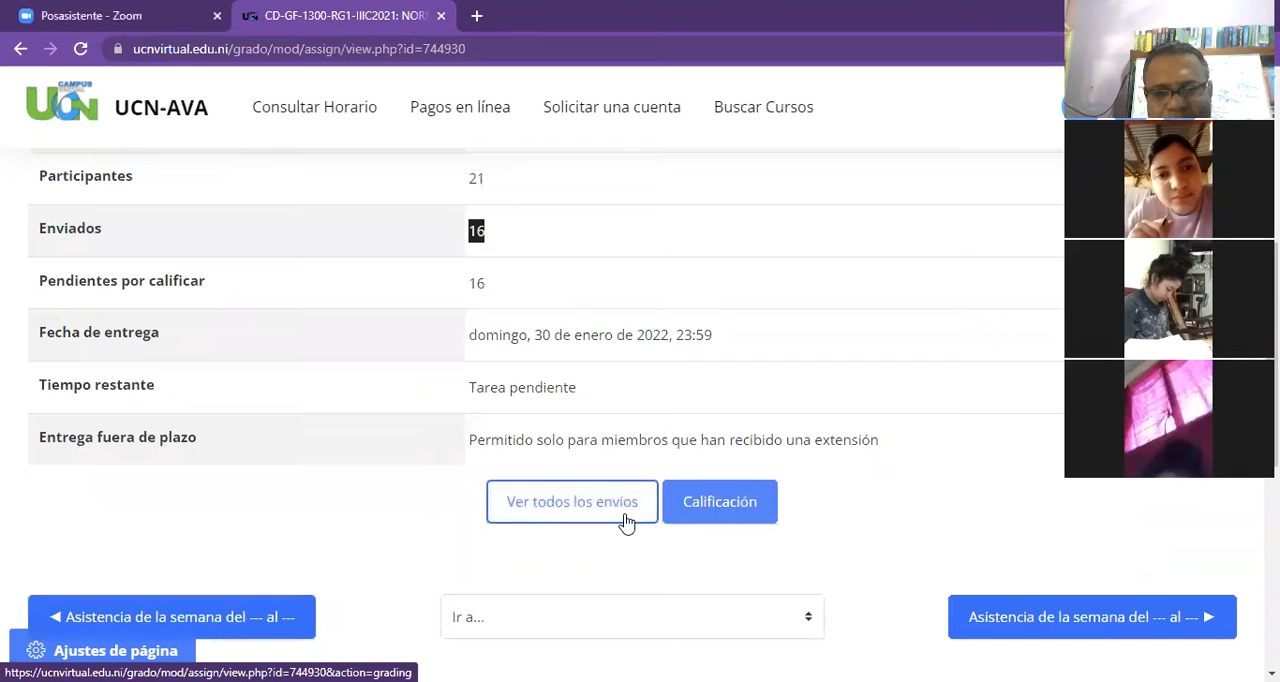 Posasistente - Zoom
CD-GF-1300-RG1-IIIC2021: NOR
ucnvirtual.edu.ni/grado/mod/assign/view.php?id=744930
CAMPUS
VIRTUAL
UCN
UCN-AVA
Consultar Horario
Pagos en línea
Solicitar una cuenta
Buscar Cursos
Participantes
21
Enviados
16
Pendientes por calificar
16
Fecha de entrega
domingo, 30 de enero de 2022, 23:59
Tiempo restante
Tarea pendiente
Entrega fuera de plazo
Permitido solo para miembros que han recibido una extensión
Ver todos los envíos
Calificación
◄ Asistencia de la semana del --- al ---
Ir a...
Asistencia de la semana del --- al --- ►
Ajustes de página
https://ucnvirtual.edu.ni/grado/mod/assign/view.php?id=744930&action=grading